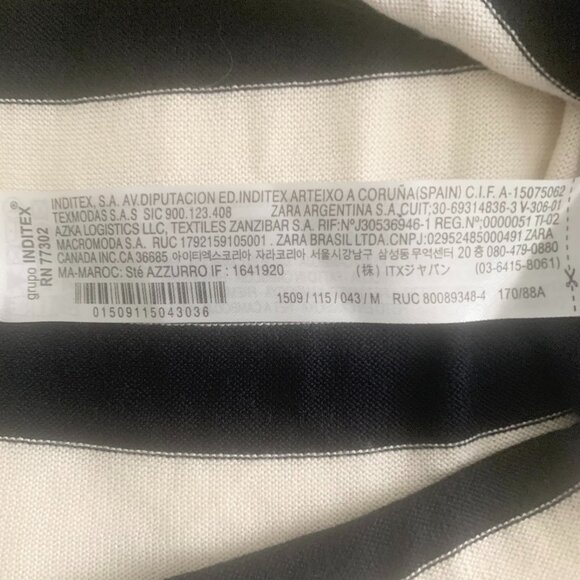 grupo INDITEX®
RN 77302
INDITEX, S.A. AV.DIPUTACION ED.INDITEX ARTEIXO A CORUÑA(SPAIN) C.I.F. A-15075062
TEXMODAS S.A.S SIC 900.123.408 ZARA ARGENTINA S.A. CUIT;30-69314836-3 V-306-01
AZKA LOGISTICS LLC, TEXTILES ZANZIBAR S.A. RIF: NºJ30536946-1 REG.Nº;0000051 TI-02
MACROMODA S.A. RUC 1792159105001 . ZARA BRASIL LTDA.CNPJ:02952485000491 ZARA
CANADA INC.CA 36685 아이티엑스코리아 자라코리아 서울시강남구 삼성동무역센타 20층 080-479-0880
MA-MAROC: Sté AZZURRO IF : 1641920 (株) ITXジャパン (03-6415-8061)
1509 / 115 / 043 / M RUC 80089348-4 170/88A
01509115043036